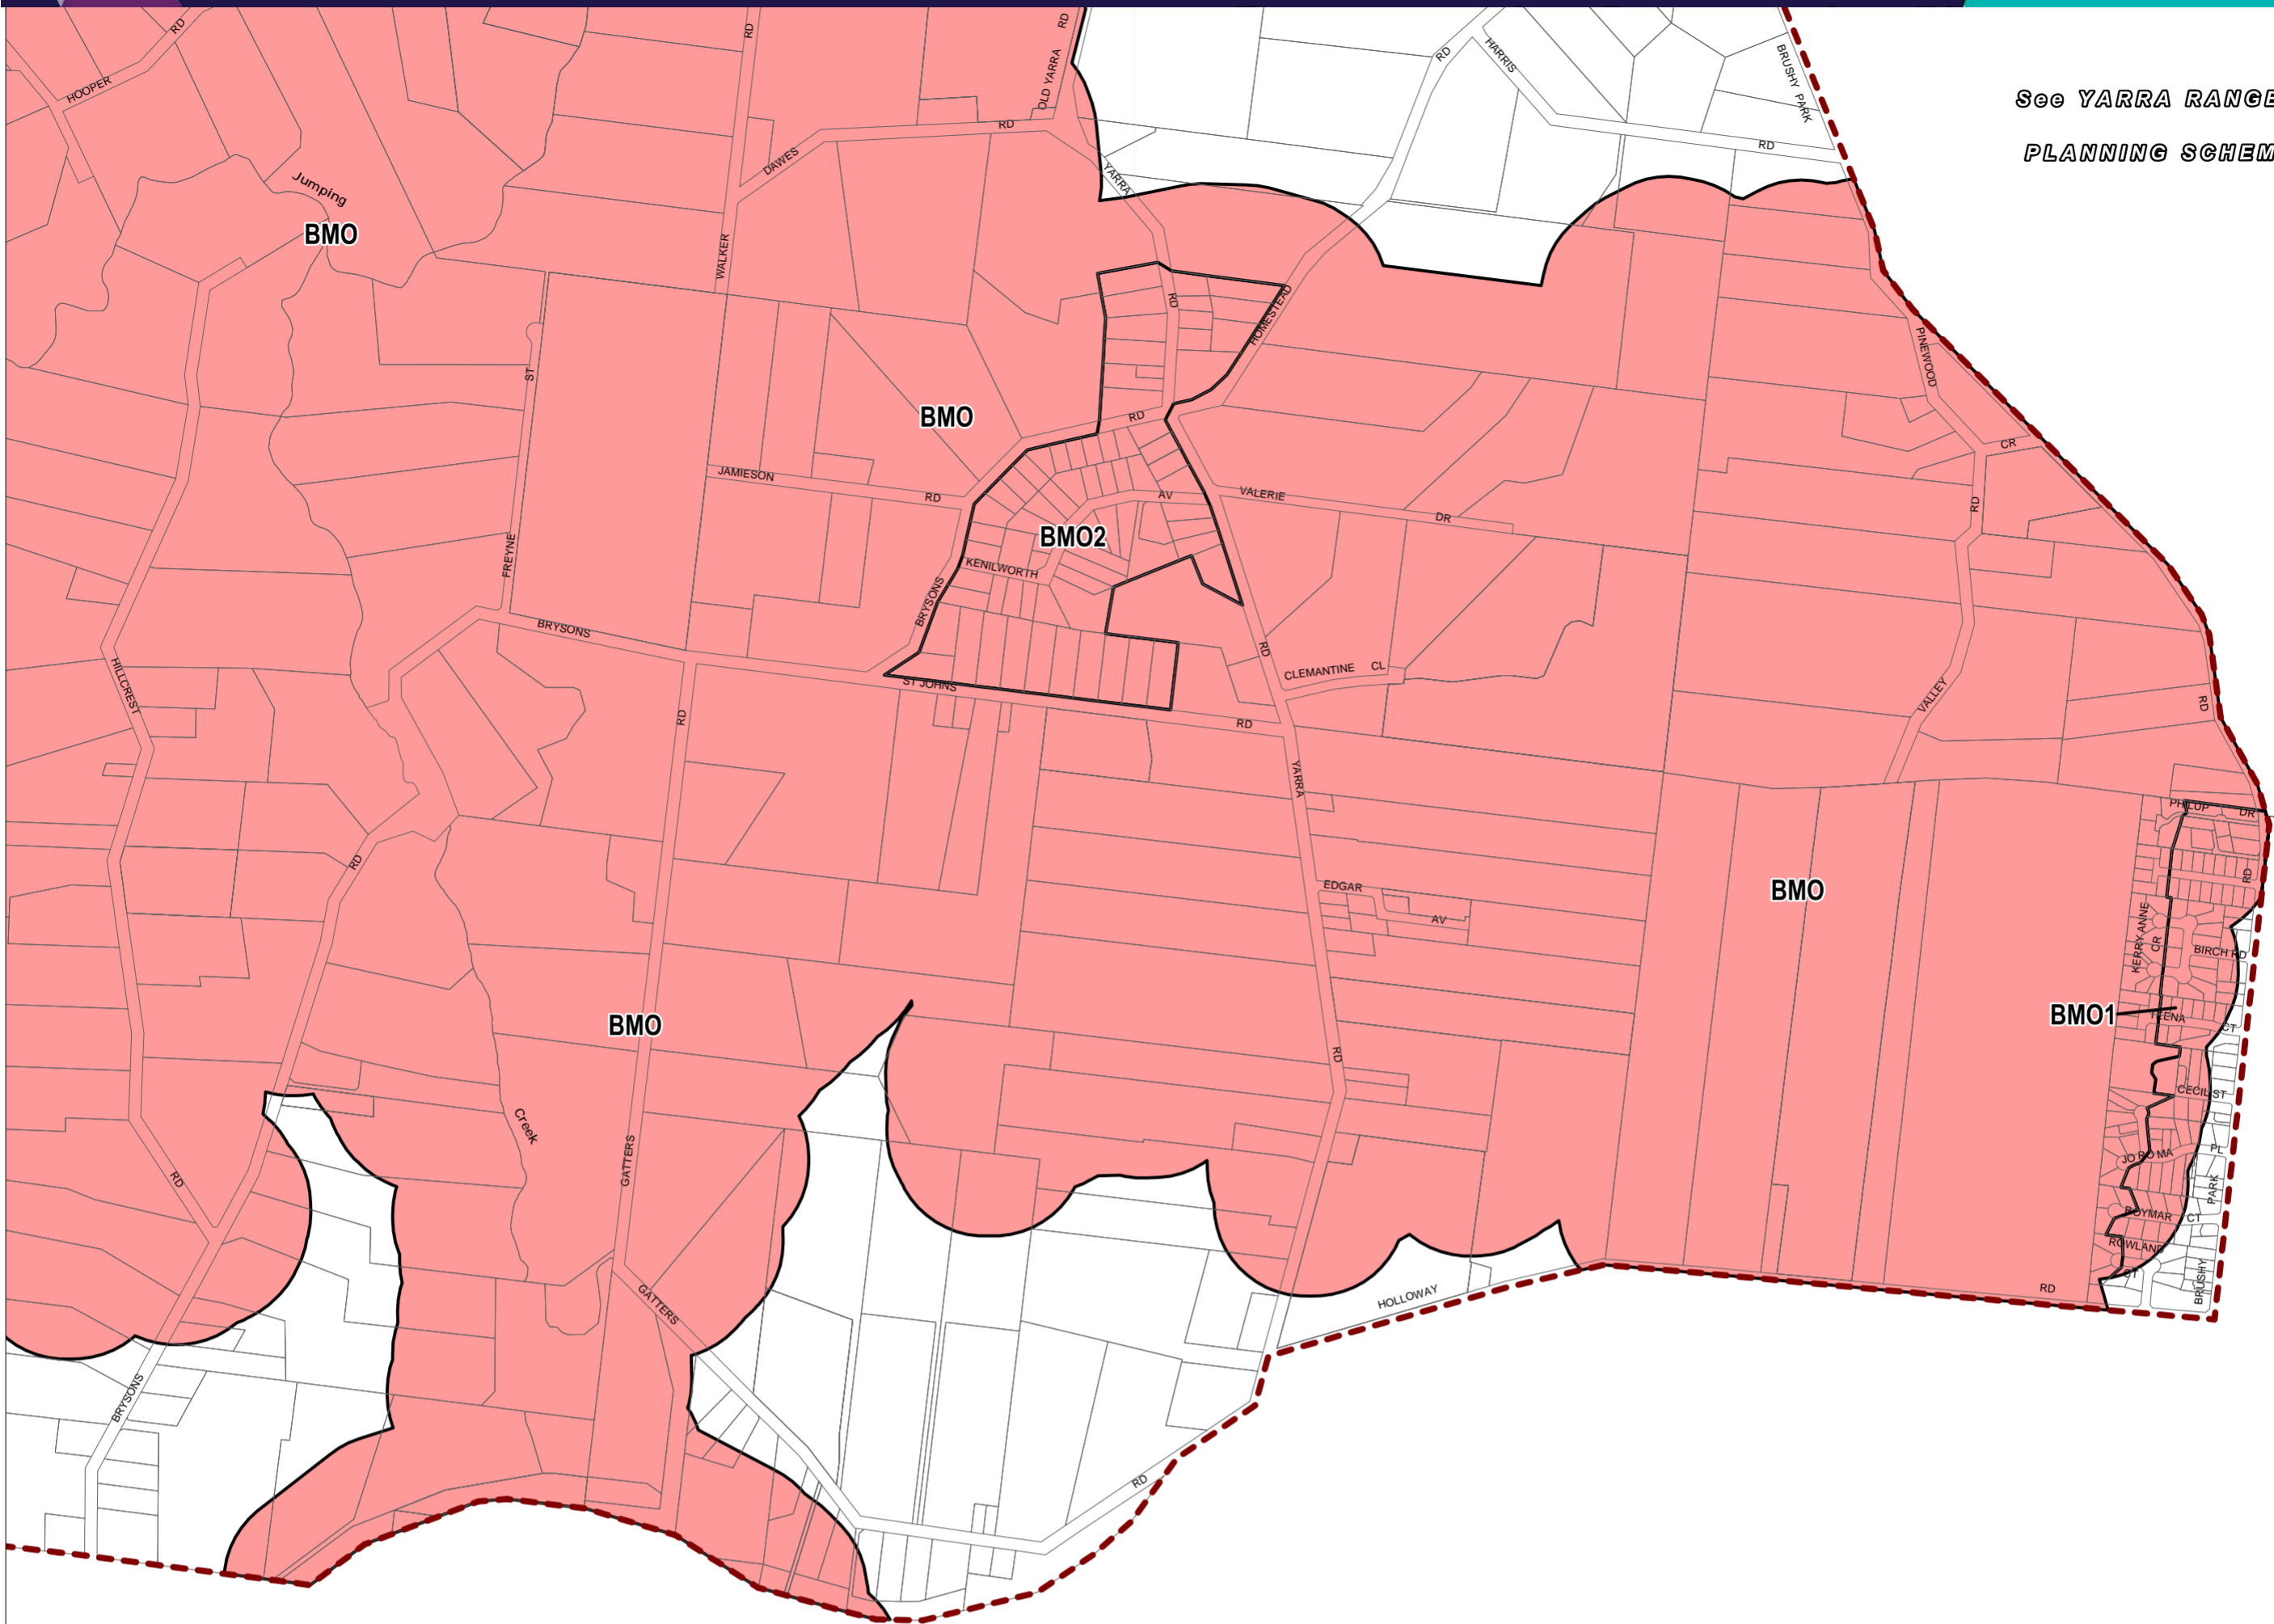 See YARRA RANGE
PLANNING SCHEM
RD
HOOPER
RD
OLD YARRA
RD
RD
HARRIS
BRUSHY PARK
RD
RD
DAWES
YARRA
Jumping
BMO
WALKER
RD
HOMESTEAD
PINEWOOD
ST
BMO
RD
CR
JAMIESON
RD
AV
VALERIE
DR
RD
BMO2
FREYNE
KENILWORTH
BRYSONS
BRYSONS
RD
CLEMANTINE CL
HILLCREST
ST JOHNS
RD
RD
VALLEY
RD
YARRA
PHILLIP
DR
RD
EDGAR
AV
BMO
RD
KERRY ANNE
CR
BIRCH RD
BMO
BMO1
TEENA
CT
RD
CECIL ST
Creek
GATTERS
RD
JO RO MA
PL
PARK
ROYMAR CT
ROWLAND
CT
BRUSHY
GATTERS
HOLLOWAY
RD
BRYSONS
RD